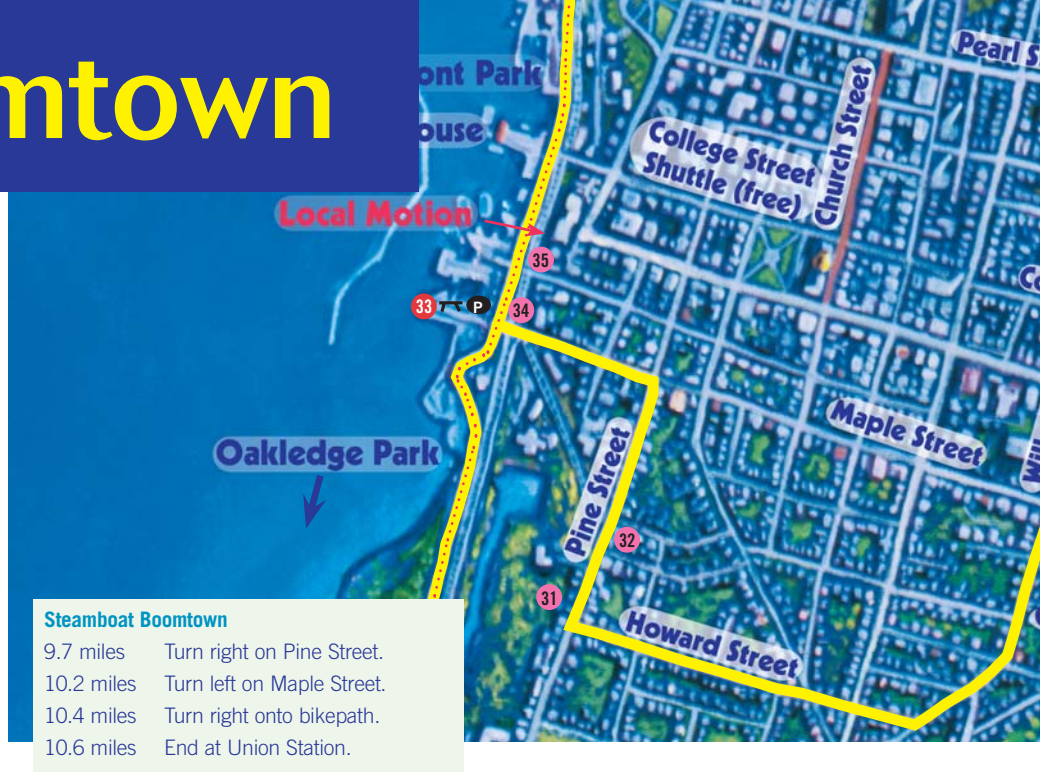 mtown
ont Park
ouse
Local Motion
Oakledge Park
College Street
Shuttle (free)
Church Street
Pearl S
Co
35
33
P
34
Maple Street
Will
Pine Street
32
31
Howard Street
Steamboat Boomtown
9.7 miles Turn right on Pine Street.
10.2 miles Turn left on Maple Street.
10.4 miles Turn right onto bikepath.
10.6 miles End at Union Station.